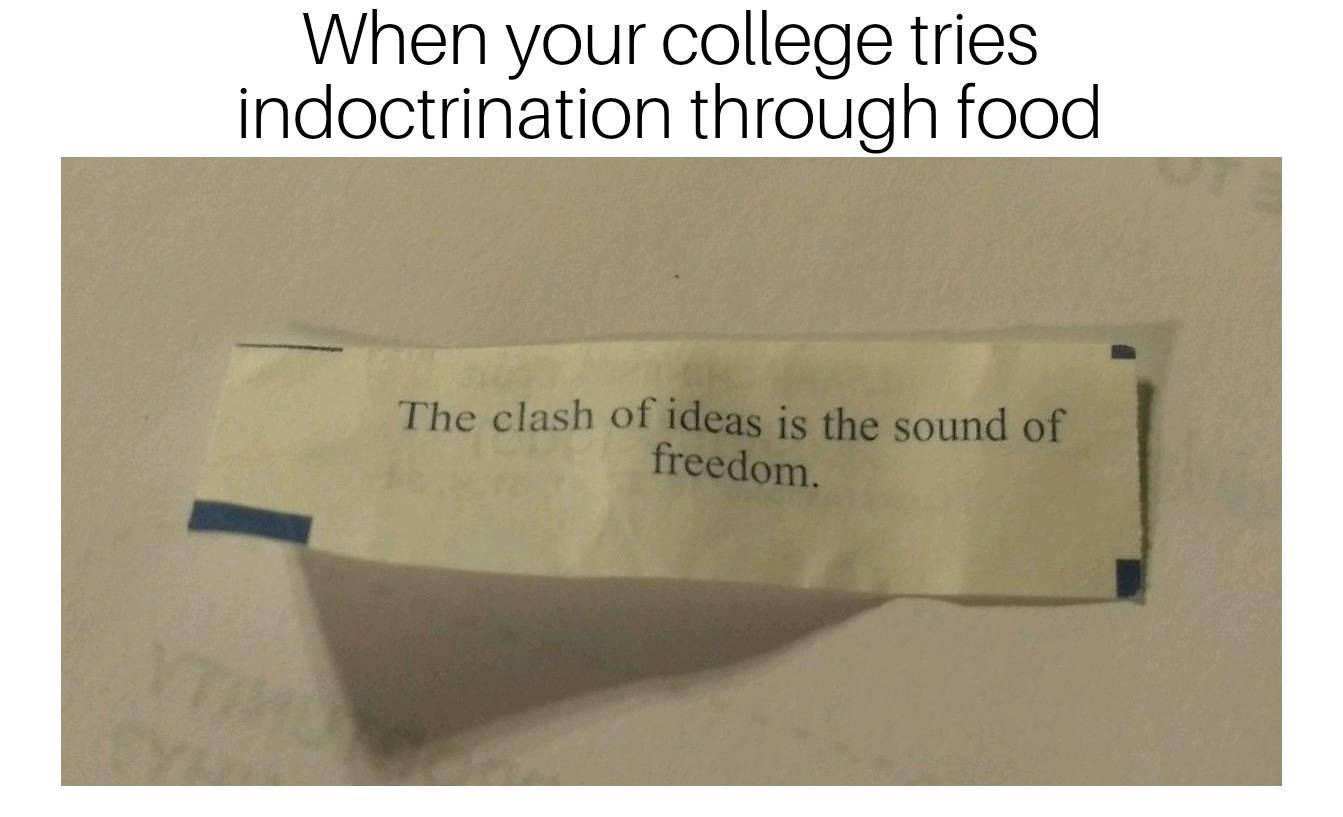 When your college tries
indoctrination through food
The clash of ideas is the sound of
freedom.